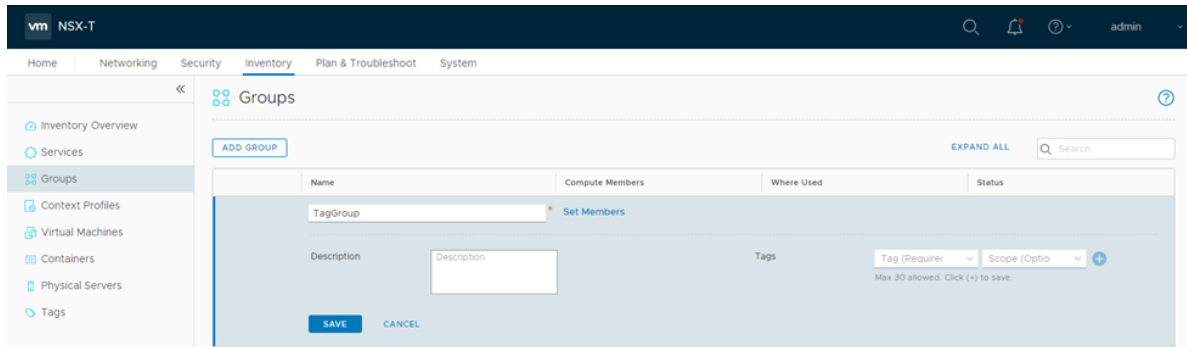 vm NSX-T admin
Home Networking Security Inventory Plan & Troubleshoot System
Groups
Inventory Overview
Services
Groups
Context Profiles
Virtual Machines
Containers
Physical Servers
Tags
ADD GROUP EXPAND ALL Search
Name Compute Members Where Used Status
TagGroup * Set Members
Description Description Tags Tag (Require Scope (Optio
Max 30 allowed. Click (+) to save.
SAVE CANCEL